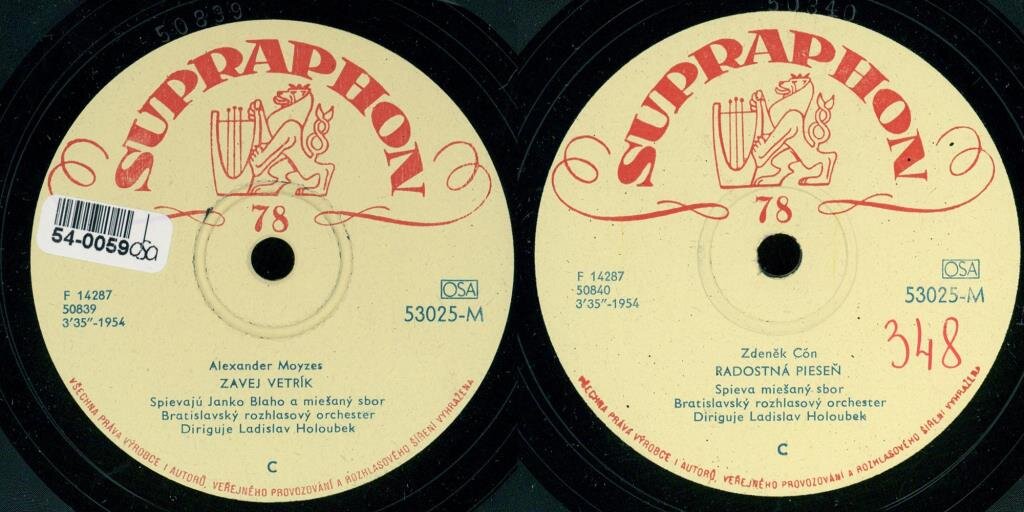 50839
SUPRAPHON
78
54-0059 OSA
F 14287
50839
3'35"-1954
OSA
53025-M
Alexander Moyzes
ZAVEJ VETRÍK
Spievajú Janko Blaho a miešaný sbor
Bratislavský rozhlasový orchester
Diriguje Ladislav Holoubek
C
VŠECHNA PRÁVA VÝROBCE I AUTORŮ, VEŘEJNÉHO PROVOZOVÁNÍ A ROZHLASOVÉHO ŠÍŘENÍ VYHRAŽENA
SUPRAPHON
78
F 14287
50840
3'35"-1954
OSA
53025-M
348
Zdeněk Cón
RADOSTNÁ PIESEŇ
Spieva miešaný sbor
Bratislavský rozhlasový orchester
Diriguje Ladislav Holoubek
C
VŠECHNA PRÁVA VÝROBCE I AUTORŮ, VEŘEJNÉHO PROVOZOVÁNÍ A ROZHLASOVÉHO ŠÍŘENÍ VYHRAŽENA